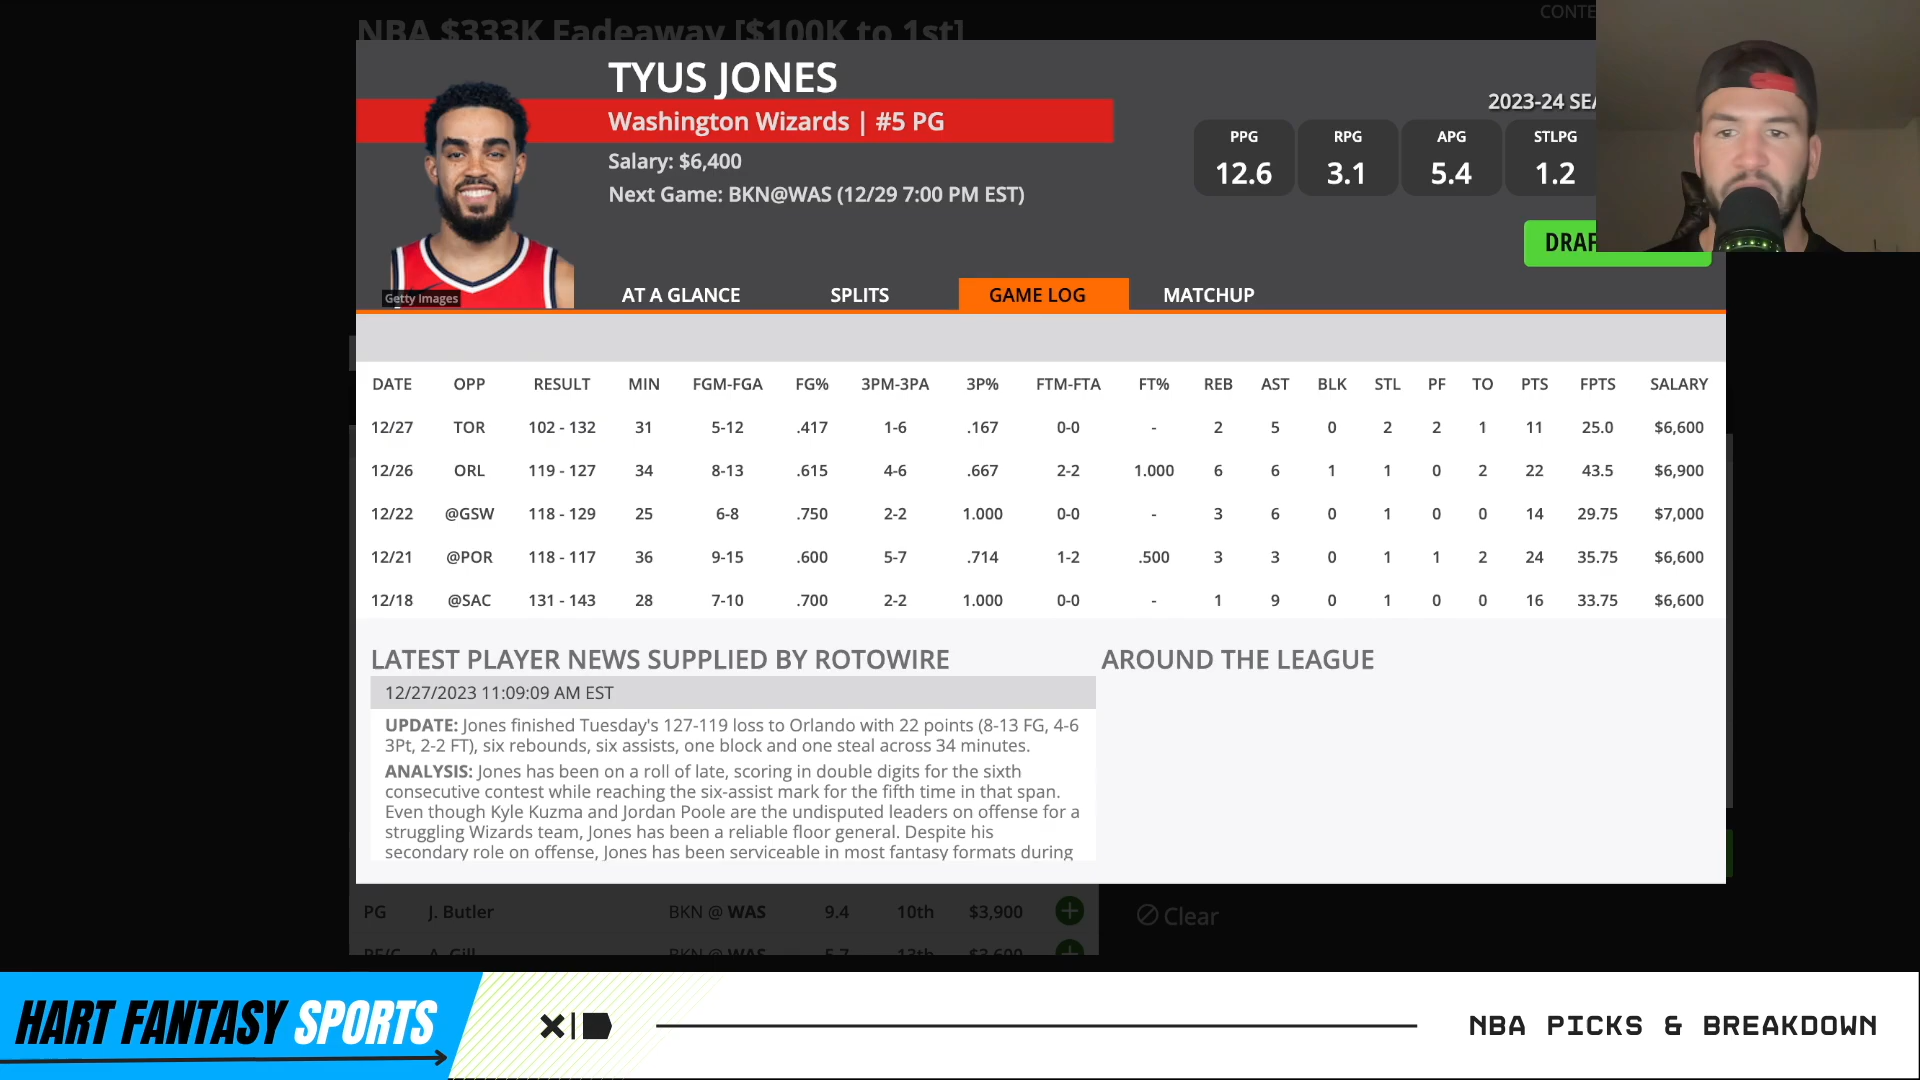 NBA $333K Fadeaway [$100K to 1st]
CONTE
TYUS JONES
Washington Wizards | #5 PG
Salary: $6,400
Next Game: BKN@WAS (12/29 7:00 PM EST)
2023-24 SEA
PPG RPG APG STLPG
12.6 3.1 5.4 1.2
DRAF
Getty Images
AT A GLANCE SPLITS GAME LOG MATCHUP
DATE OPP RESULT MIN FGM-FGA FG% 3PM-3PA 3P% FTM-FTA FT% REB AST BLK STL PF TO PTS FPTS SALARY
12/27 TOR 102 - 132 31 5-12 .417 1-6 .167 0-0 - 2 5 0 2 2 1 11 25.0 $6,600
12/26 ORL 119 - 127 34 8-13 .615 4-6 .667 2-2 1.000 6 6 1 1 0 2 22 43.5 $6,900
12/22 @GSW 118 - 129 25 6-8 .750 2-2 1.000 0-0 - 3 6 0 1 0 0 14 29.75 $7,000
12/21 @POR 118 - 117 36 9-15 .600 5-7 .714 1-2 .500 3 3 0 1 1 2 24 35.75 $6,600
12/18 @SAC 131 - 143 28 7-10 .700 2-2 1.000 0-0 - 1 9 0 1 0 0 16 33.75 $6,600
LATEST PLAYER NEWS SUPPLIED BY ROTOWIRE
12/27/2023 11:09:09 AM EST
UPDATE: Jones finished Tuesday's 127-119 loss to Orlando with 22 points (8-13 FG, 4-6
3Pt, 2-2 FT), six rebounds, six assists, one block and one steal across 34 minutes.
ANALYSIS: Jones has been on a roll of late, scoring in double digits for the sixth
consecutive contest while reaching the six-assist mark for the fifth time in that span.
Even though Kyle Kuzma and Jordan Poole are the undisputed leaders on offense for a
struggling Wizards team, Jones has been a reliable floor general. Despite his
secondary role on offense, Jones has been serviceable in most fantasy formats during
AROUND THE LEAGUE
PG J. Butler BKN @ WAS 9.4 10th $3,900
PF/C A. Gill BKN @ WAS 5.7 13th $3,600
Clear
HART FANTASY SPORTS
NBA PICKS & BREAKDOWN